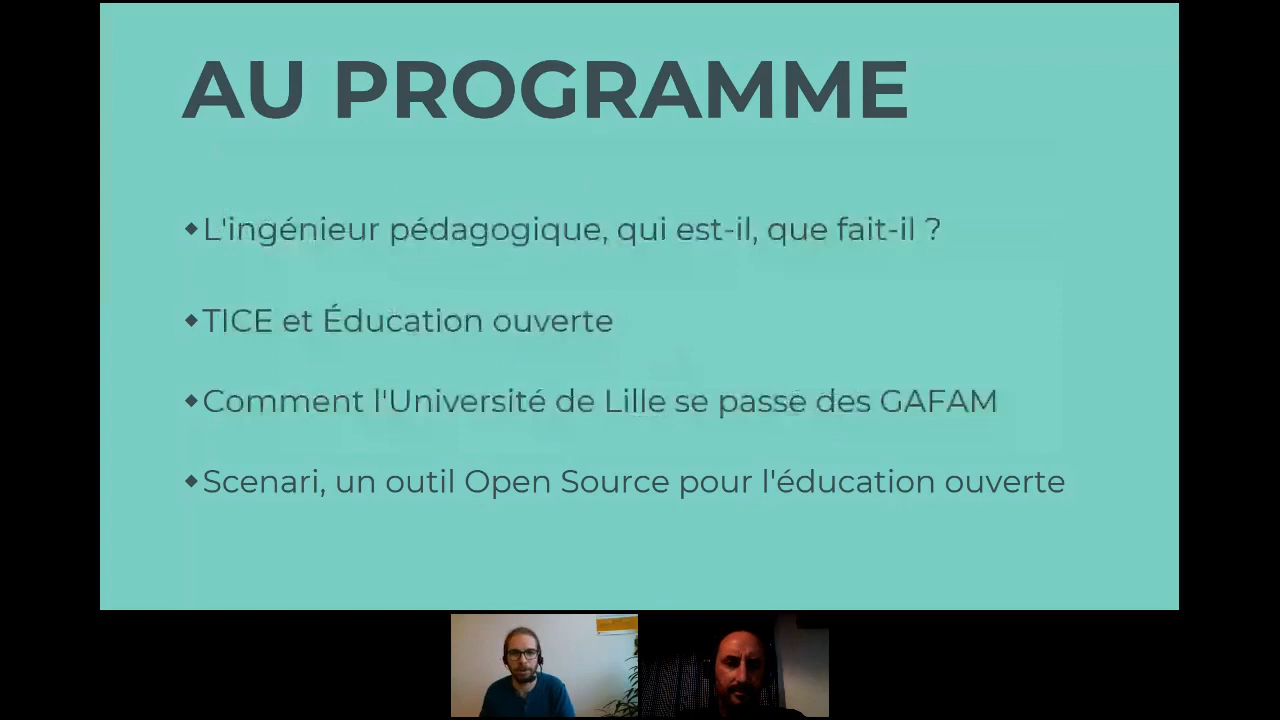 AU PROGRAMME
◆L'ingénieur pédagogique, qui est-il, que fait-il ?
◆TICE et Éducation ouverte
◆Comment l'Université de Lille se passe des GAFAM
◆Scenari, un outil Open Source pour l'éducation ouverte